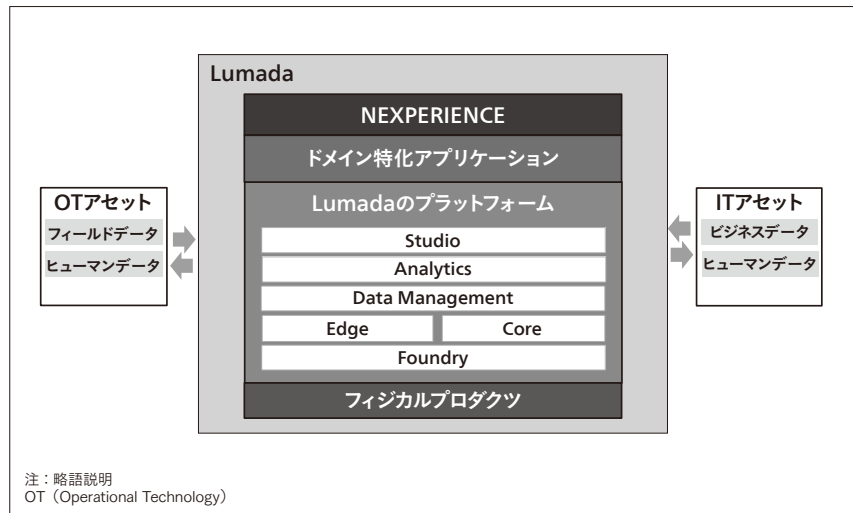 Lumada
NEXPERIENCE
ドメイン特化アプリケーション
OTアセット
フィールドデータ
ヒューマンデータ
Lumadaのプラットフォーム
Studio
Analytics
Data Management
Edge
Core
Foundry
フィジカルプロダクツ
ITアセット
ビジネスデータ
ヒューマンデータ
注：略語説明
OT（Operational Technology）